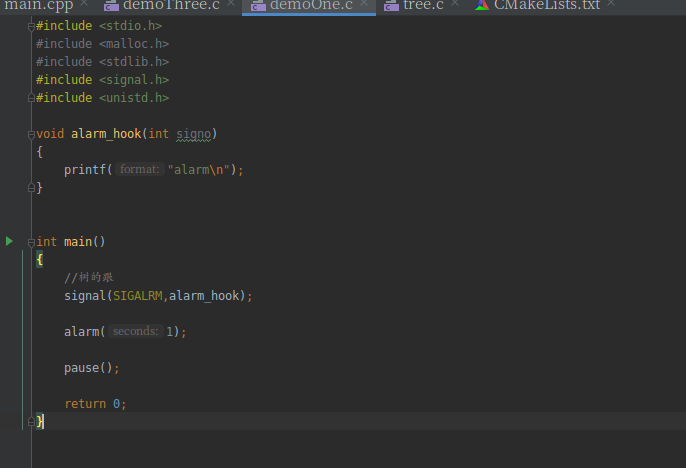 main.cpp demoThree.c demoOne.c tree.c CMakeLists.txt
#include <stdio.h>
#include <malloc.h>
#include <stdlib.h>
#include <signal.h>
#include <unistd.h>
void alarm_hook(int signo)
{
printf( format: "alarm\n");
}
int main()
{
//树的跟
signal(SIGALRM,alarm_hook);
alarm( seconds: 1);
pause();
return 0;
}